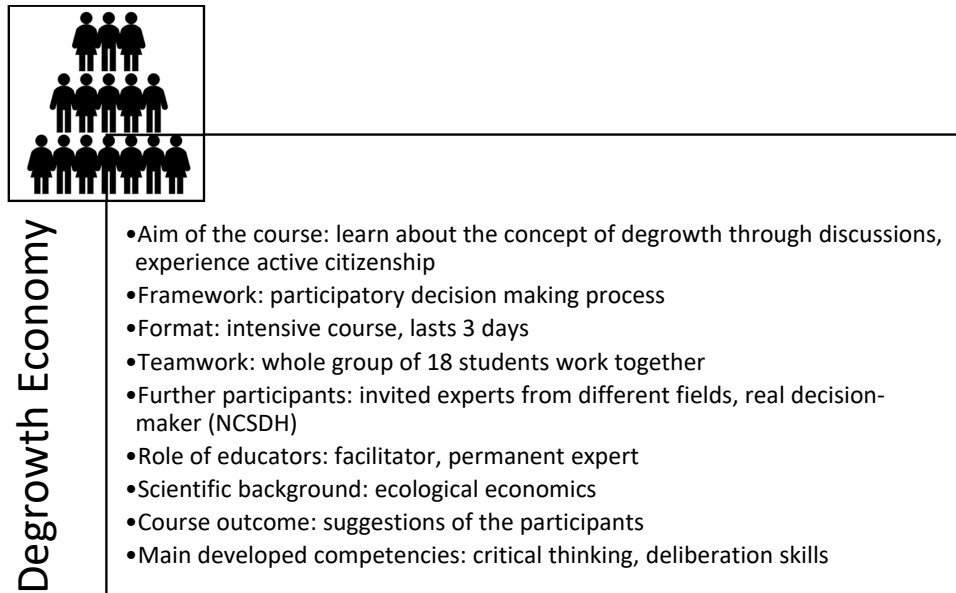 Degrowth Economy
•Aim of the course: learn about the concept of degrowth through discussions,
experience active citizenship
•Framework: participatory decision making process
•Format: intensive course, lasts 3 days
•Teamwork: whole group of 18 students work together
•Further participants: invited experts from different fields, real decision-
maker (NCSDH)
•Role of educators: facilitator, permanent expert
•Scientific background: ecological economics
•Course outcome: suggestions of the participants
•Main developed competencies: critical thinking, deliberation skills